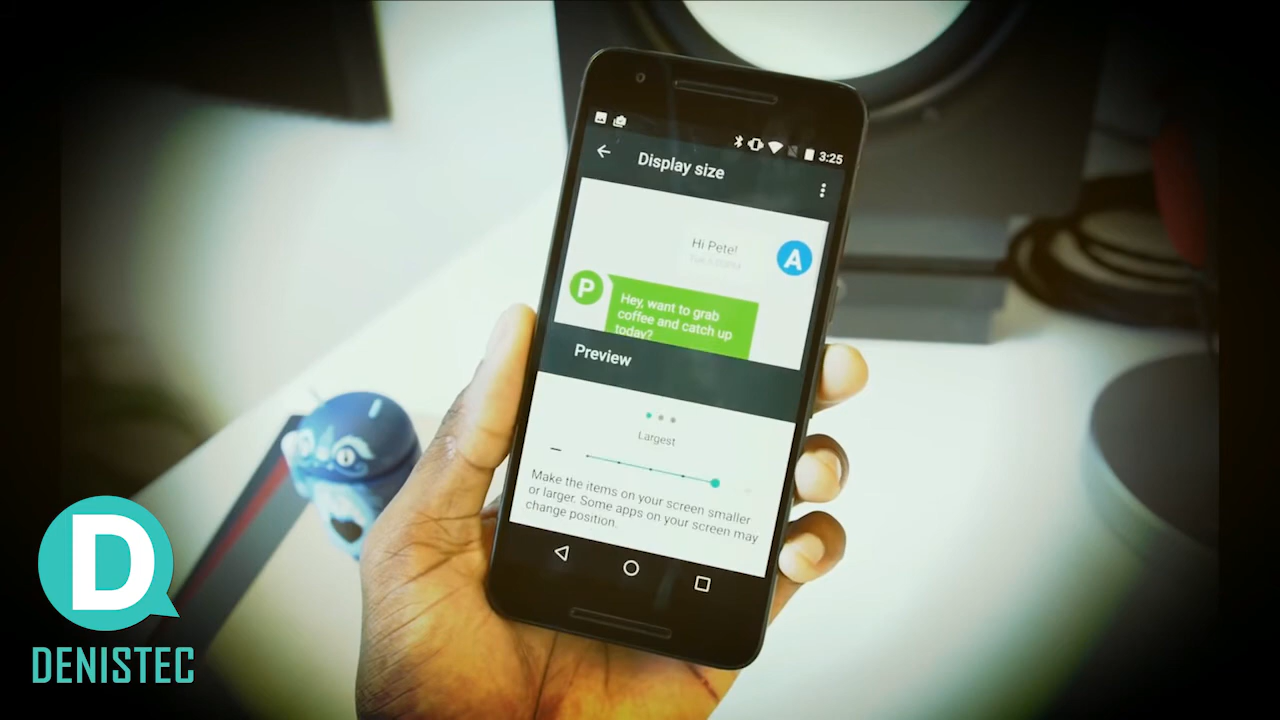 3:25
Display size
Hi Pete!
A
P
Hey, want to grab
coffee and catch up
today?
Preview
Largest
Make the items on your screen smaller
or larger. Some apps on your screen may
change position.
D
DENISTEC